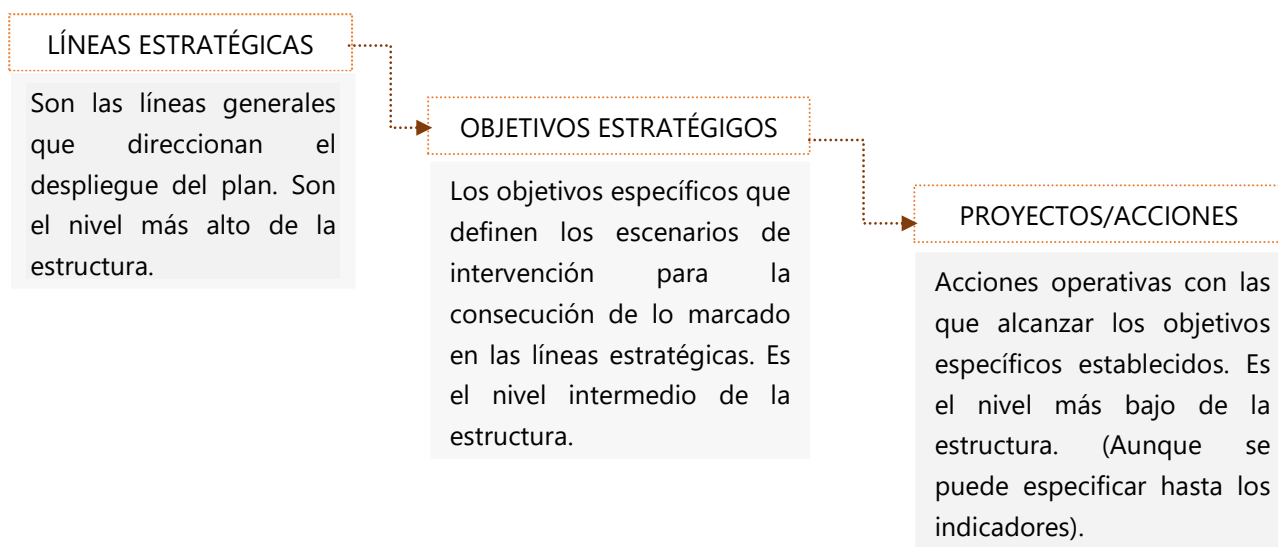 LÍNEAS ESTRATÉGICAS
Son las líneas generales
que direccionan el
despliegue del plan. Son
el nivel más alto de la
estructura.
OBJETIVOS ESTRATÉGIGOS
Los objetivos específicos que
definen los escenarios de
intervención para la
consecución de lo marcado
en las líneas estratégicas. Es
el nivel intermedio de la
estructura.
PROYECTOS/ACCIONES
Acciones operativas con las
que alcanzar los objetivos
específicos establecidos. Es
el nivel más bajo de la
estructura. (Aunque se
puede especificar hasta los
indicadores).